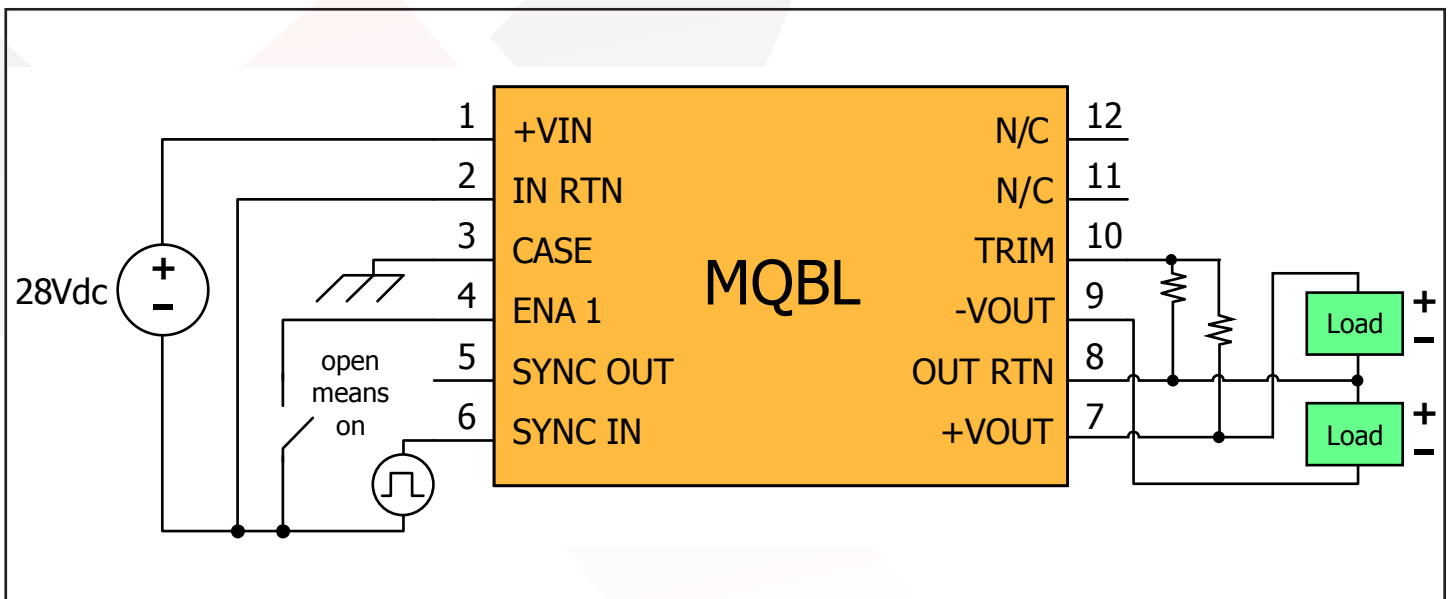 1
+VIN
2
IN RTN
3
CASE
4
ENA 1
5
SYNC OUT
6
SYNC IN
28Vdc
+
−
open
means
on
MQBL
N/C
12
N/C
11
TRIM
10
-VOUT
9
OUT RTN
8
+VOUT
7
Load
+
−
Load
+
−